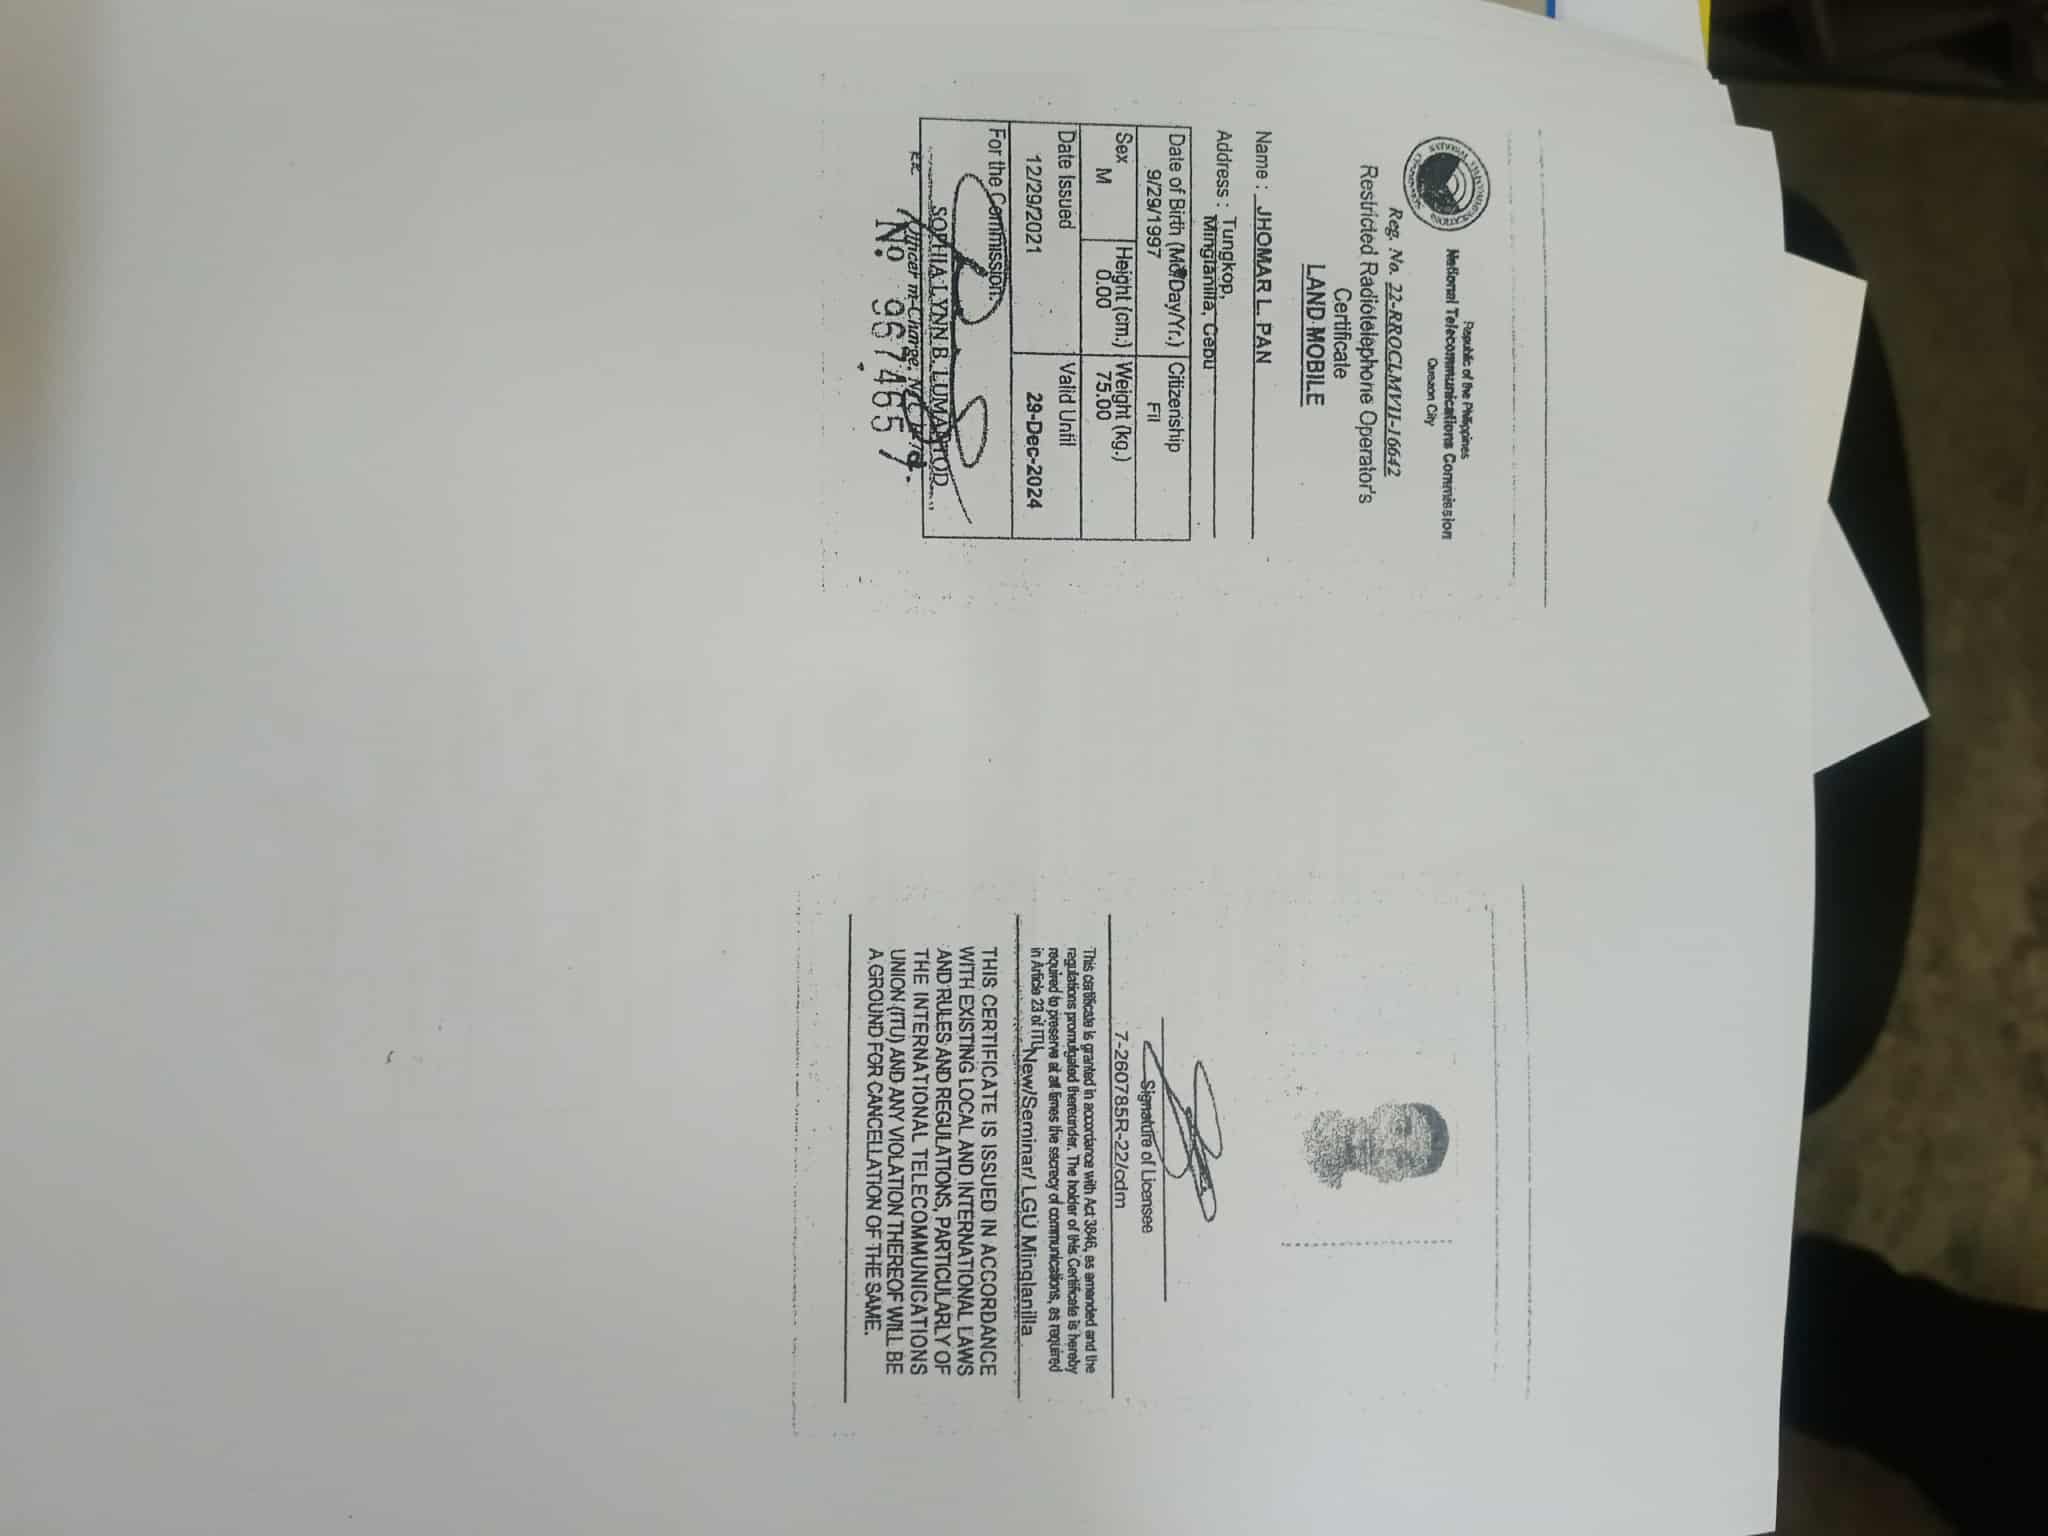 Republic of the Philippines
National Telecommunications Commission
Quezon City
NATIONAL TELECOMMUNICATIONS COMMISSION
Reg. No. 22-RROCLMVII-16642
Restricted Radiotelephone Operator's
Certificate
LAND MOBILE
Name : JHOMAR L. PAN
Address : Tungkop,
Minglanilla, Cebu
Date of Birth (Mo/Day/Yr.) Citizenship
9/29/1997 Fil
Sex Height (cm.) Weight (kg.)
M 0.00 75.00
Date Issued Valid Until
12/29/2021 29-Dec-2024
For the Commission:
SOPHIA LYNN B. LUMANTOD
Officer in-Charge,
No. 967465
Signature of Licensee
7-260785R-22/cdm
This certificate is granted in accordance with Act 3846, as amended and the
regulations promulgated thereunder. The holder of this Certificate is hereby
required to preserve at all times the secrecy of communications, as required
in Article 23 of ITU
New/Seminar/ LGU Minglanilla
THIS CERTIFICATE IS ISSUED IN ACCORDANCE
WITH EXISTING LOCAL AND INTERNATIONAL LAWS
AND RULES AND REGULATIONS, PARTICULARLY OF
THE INTERNATIONAL TELECOMMUNICATIONS
UNION (ITU) AND ANY VIOLATION THEREOF WILL BE
A GROUND FOR CANCELLATION OF THE SAME.